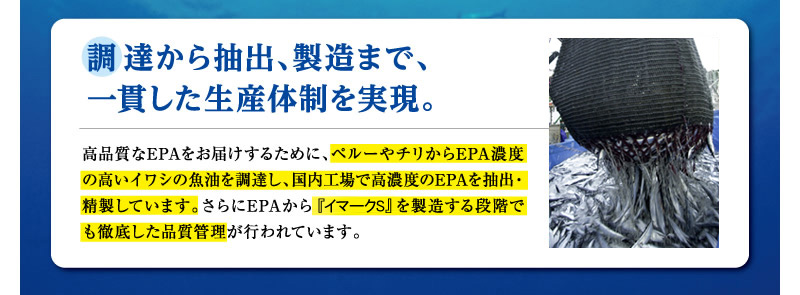 調達から抽出、製造まで、
一貫した生産体制を実現。
高品質なEPAをお届けするために、ペルーやチリからEPA濃度
の高いイワシの魚油を調達し、国内工場で高濃度のEPAを抽出・
精製しています。さらにEPAから『イマークS』を製造する段階で
も徹底した品質管理が行われています。